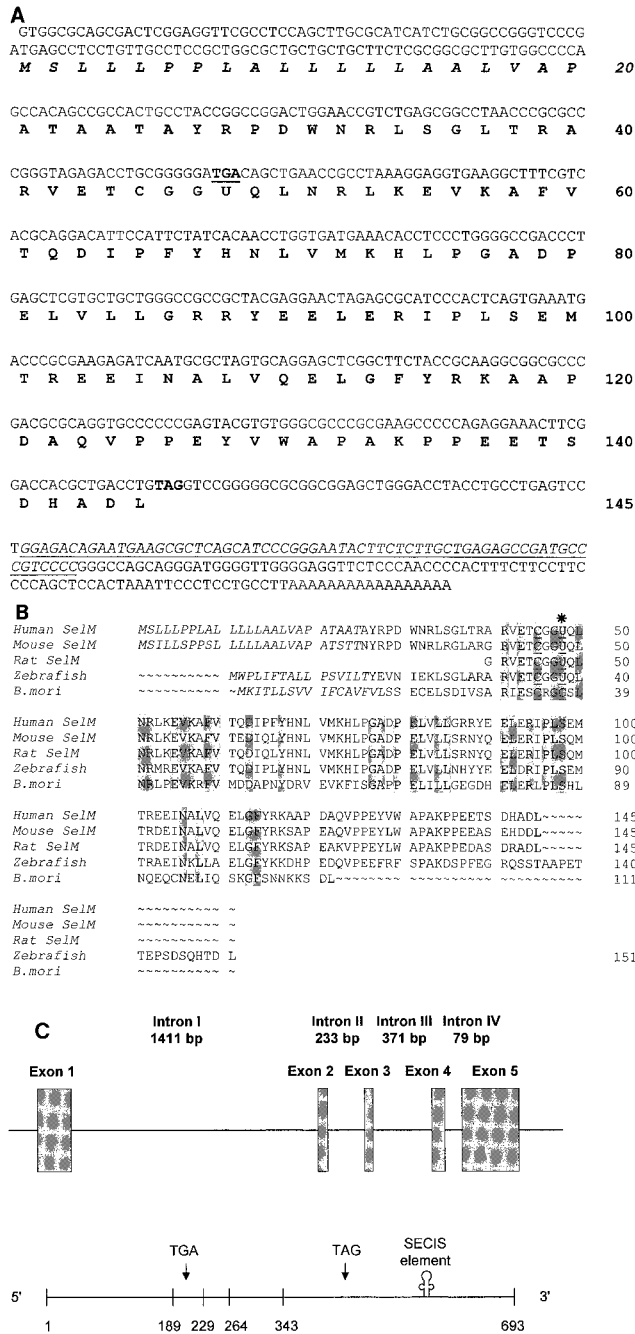 A
GTGGCGCAGCGACTCGGAGGTTCGCCTCCAGCTTGCGCATCATCTGCGGCCGGGTCCCG
ATGAGCCTCCTGTTGCCTCCGCTGGCGCTGCTGCTGCTTCTCGCGGCGCTTGTGGCCCCA
M S L L L P P L A L L L L L A A L V A P 20
GCCACAGCCGCCACTGCCTACCGGCCGGACTGGAACCGTCTGAGCGGCCTAACCCGCGCC
A T A A T A Y R P D W N R L S G L T R A 40
CGGGTAGAGACCTGCGGGGGATGACAGCTGAACCGCCTAAAGGAGGTGAAGGCTTTCGTC
R V E T C G G U Q L N R L K E V K A F V 60
ACGCAGGACATTCCATTCTATCACAACCTGGTGATGAAACACCTCCCTGGGGCCGACCCT
T Q D I P F Y H N L V M K H L P G A D P 80
GAGCTCGTGCTGCTGGGCCGCCGCTACGAGGAACTAGAGCGCATCCCACTCAGTGAAATG
E L V L L G R R Y E E L E R I P L S E M 100
ACCCGCGAAGAGATCAATGCGCTAGTGCAGGAGCTCGGCTTCTACCGCAAGGCGGCGCCC
T R E E I N A L V Q E L G F Y R K A A P 120
GACGCGCAGGTGCCCCCCGAGTACGTGTGGGCGCCCGCGAAGCCCCCAGAGGAAACTTCG
D A Q V P P E Y V W A P A K P P E E T S 140
GACCACGCTGACCTGTAGGTCCGGGGGCGCGGCGGAGCTGGGACCTACCTGCCTGAGTCC
D H A D L 145
TGGAGACAGAATGAAGCGCTCAGCATCCCGGGAATACTTCTCTTGCTGAGAGCCGATGCC
CGTCCCCGGGCCAGCAGGGATGGGGTTGGGGAGGTTCTCCCAACCCCACTTTCTTCCTTC
CCCAGCTCCACTAAATTCCCTCCTGCTTAAAAAAAAAAAAAAAA
B
*
Human SelM MSLLLPPLAL LLLLAALVAP ATAATAYRPD WNRLSGLTRA RVETCGGUQL 50
Mouse SelM MSILLSPPSL LLLLAALVAP ATSTTNYRPD WNRLRGLARG RVETCGGUQL 50
Rat SelM G RVETCGGUQL 50
Zebrafish ~~~~~~~~~~ MWPLIFTALL PPSVILTYEVN IEKLSGLARA RVETCGGUQL 40
B.mori ~~~~~~~~~~ ~MKITLLSVV IFCAVFVLSS ECELSDIVSA RIESCRGCSL 39
Human SelM NRLKEVKAFV TQDIPFYHNL VMKHLPGADP ELVLLGRRYE ELERIPLSEM 100
Mouse SelM NRLKEVKAFV TEDIQLYHNL VMKHLPGADP ELVLLSRNYQ ELERIPLSQM 100
Rat SelM NRLKEVKAFV TEDIQLYHNL VMKHLPGADP ELVLLSRNYQ ELERIPLSQM 100
Zebrafish NRMREVKAFV TQDIPLYHNL VMKHIPGADP ELVLLNHYYE ELDRIPLSEM 90
B.mori NRLPEVKRFV MDDAPNYDRV EVKFISGAPP ELILLGEGDH ELERLPLSHL 89
Human SelM TREEINALVQ ELGFYRKAAP DAQVPPEYVW APAKPPEETS DHADL~~~~~ 145
Mouse SelM TRDEINALVQ ELGFYRKSAP EAQVPPEYLW APAKPPEEAS EHDDL~~~~~ 145
Rat SelM TRDEINALVQ ELGFYRKSAP EAKVPPEYLW APAKPPEDAS DRADL~~~~~ 145
Zebrafish TRAEINKLLA ELGFYKKDHP EDQVPEEFRF SPAKDSPFEG RQSSTAAPET 140
B.mori NQEQCNELIQ SKGFSNNKKS DL~~~~~~~~ ~~~~~~~~~~ ~~~~~~~~~~ 111
Human SelM ~~~~~~~~~~ ~
Mouse SelM ~~~~~~~~~~ ~
Rat SelM ~~~~~~~~~~ ~
Zebrafish TEPSDSQHTD L 151
B.mori ~~~~~~~~~~ ~
C
Intron I Intron II Intron III Intron IV
1411 bp 233 bp 371 bp 79 bp
Exon 1 Exon 2 Exon 3 Exon 4 Exon 5
TGA TAG SECIS
element
5' 3'
1 189 229 264 343 693